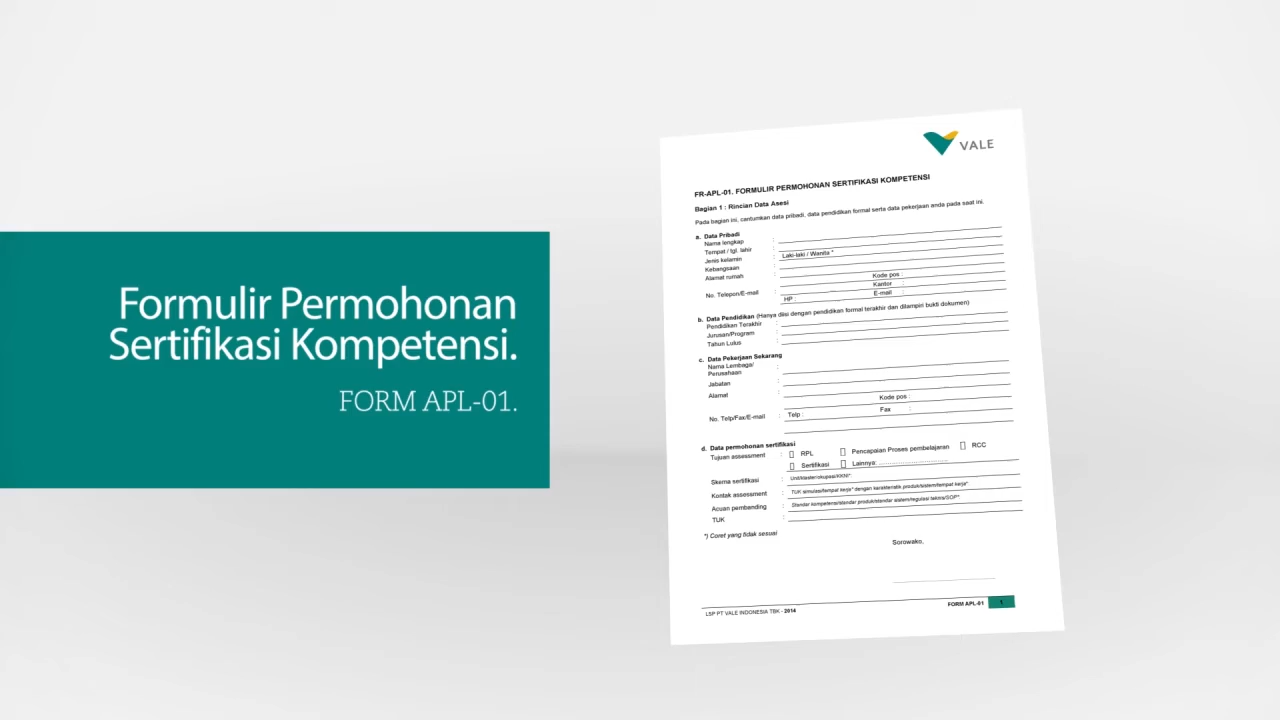 Formulir Permohonan
Sertifikasi Kompetensi.
FORM APL-01.
VALE
FR-APL-01. FORMULIR PERMOHONAN SERTIFIKASI KOMPETENSI
Bagian 1 : Rincian Data Asesi
Pada bagian ini, cantumkan data pribadi, data pendidikan formal serta data pekerjaan anda pada saat ini.
a. Data Pribadi
Nama lengkap :
Tempat / tgl. lahir :
Jenis kelamin : Laki-laki / Wanita *
Kebangsaan :
Alamat rumah :
Kode pos :
No. Telepon/E-mail : Kantor :
HP : E-mail :
b. Data Pendidikan (Hanya diisi dengan pendidikan formal terakhir dan dilampiri bukti dokumen)
Pendidikan Terakhir :
Jurusan/Program :
Tahun Lulus :
c. Data Pekerjaan Sekarang
Nama Lembaga/ :
Perusahaan
Jabatan :
Alamat :
Kode pos :
No. Telp/Fax/E-mail : Telp : Fax :
d. Data permohonan sertifikasi
Tujuan assessment : RPL Pencapaian Proses pembelajaran RCC
Sertifikasi Lainnya: ................................
Skema sertifikasi : Unit/klaster/okupasi/KKNI*.
Kontak assessment : TUK simulasi/tempat kerja* dengan karakteristik produk/sistem/tempat kerja*.
Acuan pembanding : Standar kompetensi/standar produk/standar sistem/regulasi teknis/SOP*.
TUK :
*) Coret yang tidak sesuai
Sorowako,
LSP PT VALE INDONESIA TBK - 2014
FORM APL-01 1